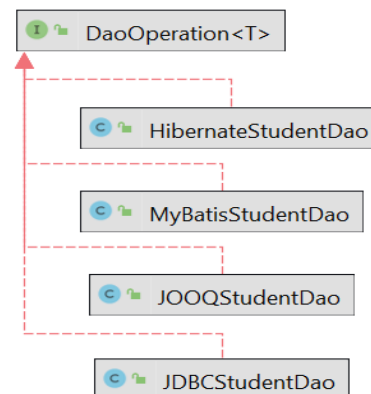 I DaoOperation<T>
C HibernateStudentDao
C MyBatisStudentDao
C JOOQStudentDao
C JDBCStudentDao